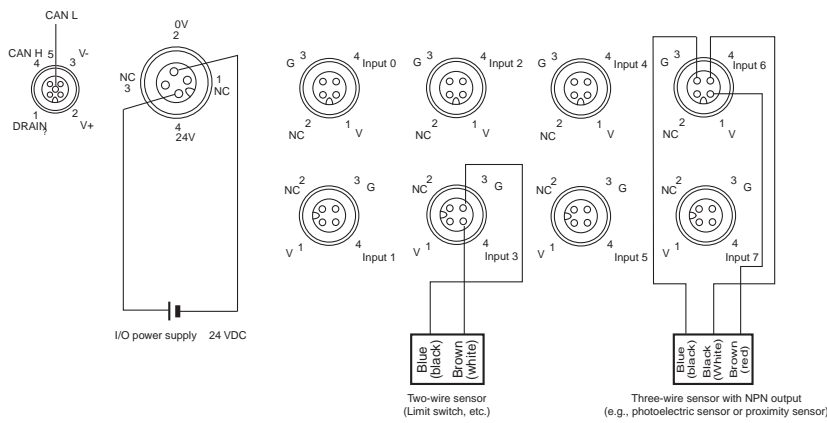 CAN L
CAN H
4
5
3
V-
1
DRAIN
?
2
V+
0V
2
NC
3
1
NC
4
24V
I/O power supply 24 VDC
G 3
4
Input 0
NC 2
1 V
G 3
4
Input 2
NC 2
1 V
G 3
4
Input 4
NC 2
1 V
G 3
4
Input 6
NC 2
1 V
NC 2
3 G
V 1
4
Input 1
NC 2
3 G
V 1
4
Input 3
NC 2
3 G
V 1
4
Input 5
NC 2
3 G
V 1
4
Input 7
Blue
(black)
Brown
(white)
Two-wire sensor
(Limit switch, etc.)
Blue
(black)
Black
(White)
Brown
(red)
Three-wire sensor with NPN output
(e.g., photoelectric sensor or proximity sensor)